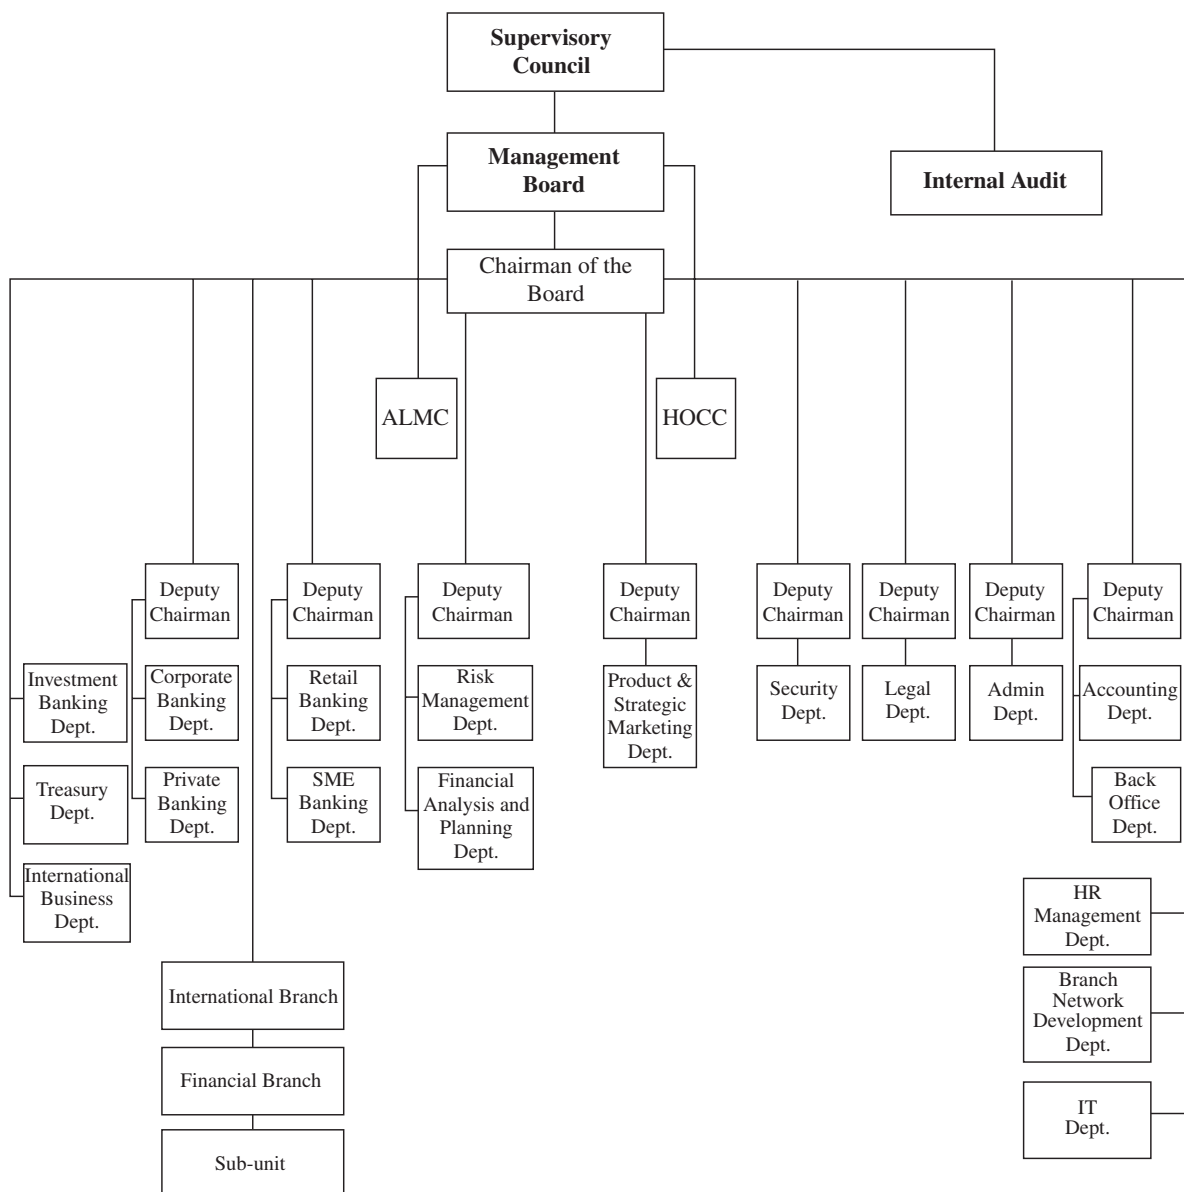 Supervisory
Council
Management
Board
Internal Audit
Chairman of the
Board
ALMC
HOCC
Deputy
Chairman
Deputy
Chairman
Deputy
Chairman
Deputy
Chairman
Deputy
Chairman
Deputy
Chairman
Deputy
Chairman
Deputy
Chairman
Investment
Banking
Dept.
Corporate
Banking
Dept.
Retail
Banking
Dept.
Risk
Management
Dept.
Product &
Strategic
Marketing
Dept.
Security
Dept.
Legal
Dept.
Admin
Dept.
Accounting
Dept.
Treasury
Dept.
Private
Banking
Dept.
SME
Banking
Dept.
Financial
Analysis and
Planning
Dept.
Back
Office
Dept.
International
Business
Dept.
HR
Management
Dept.
International Branch
Branch
Network
Development
Dept.
Financial Branch
IT
Dept.
Sub-unit